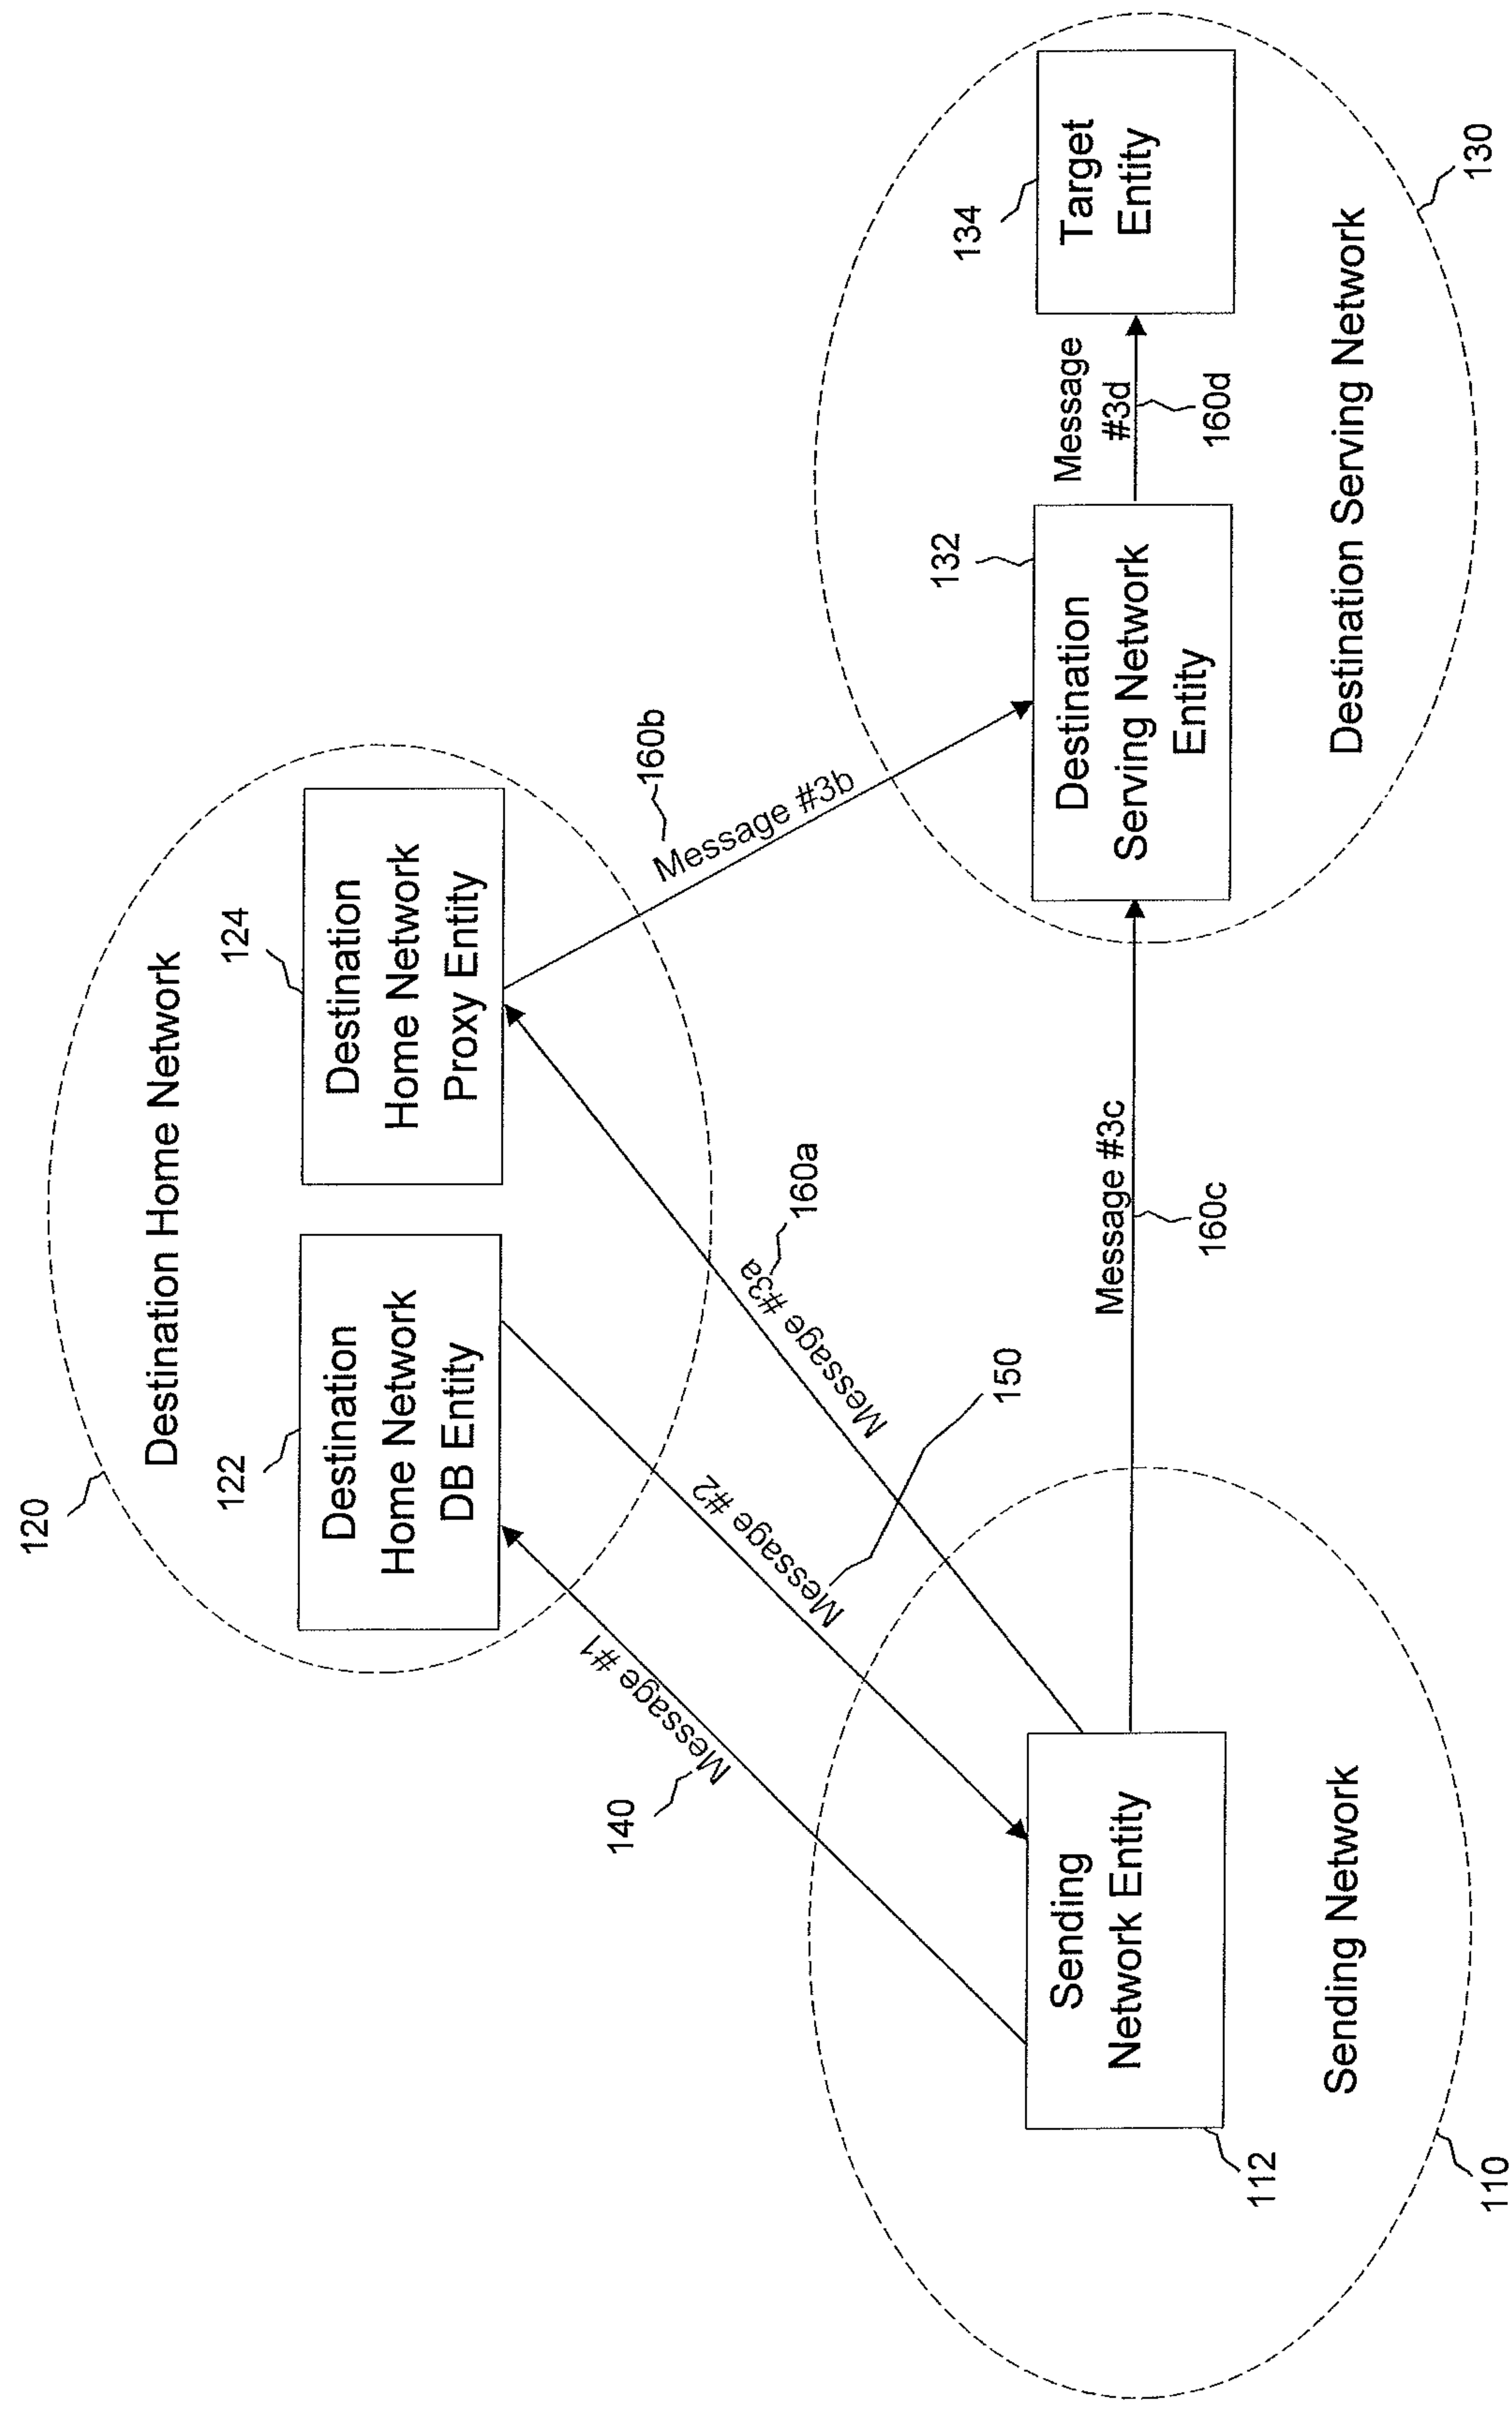 120
Destination Home Network
122
Destination
Home Network
DB Entity
124
Destination
Home Network
Proxy Entity
140
Message #1
Message #2
150
Message #3a
160a
Message #3b
160b
Message #3c
160c
112
Sending
Network Entity
Sending Network
110
132
Destination
Serving Network
Entity
Message
#3d
160d
134
Target
Entity
Destination Serving Network
130